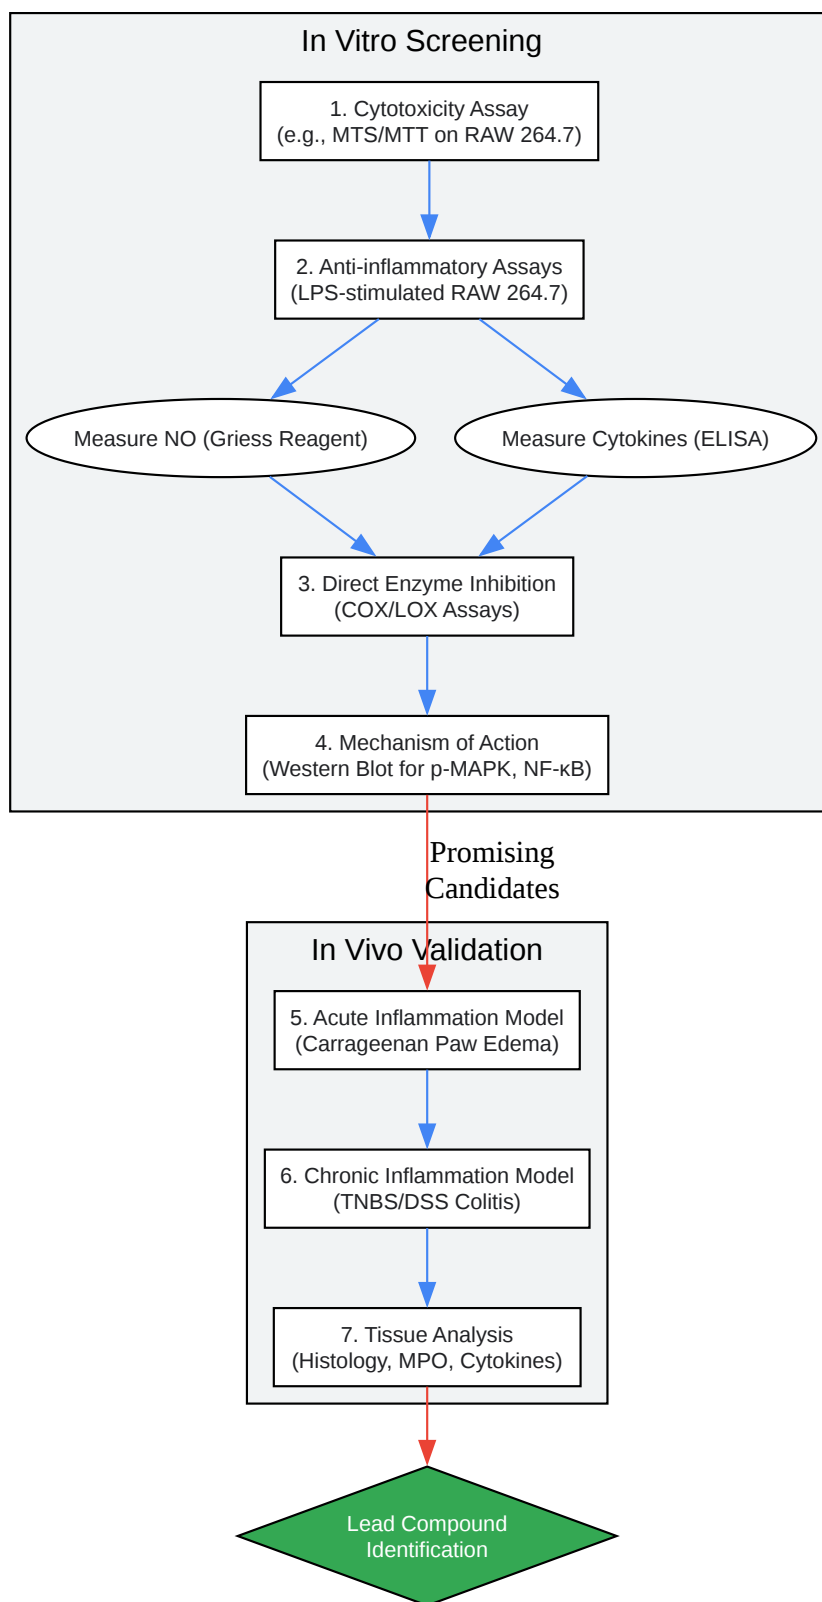 In Vitro Screening
1. Cytotoxicity Assay
(e.g., MTS/MTT on RAW 264.7)
2. Anti-inflammatory Assays
(LPS-stimulated RAW 264.7)
Measure NO (Griess Reagent)
Measure Cytokines (ELISA)
3. Direct Enzyme Inhibition
(COX/LOX Assays)
4. Mechanism of Action
(Western Blot for p-MAPK, NF-κB)
Promising
Candidates
In Vivo Validation
5. Acute Inflammation Model
(Carrageenan Paw Edema)
6. Chronic Inflammation Model
(TNBS/DSS Colitis)
7. Tissue Analysis
(Histology, MPO, Cytokines)
Lead Compound
Identification